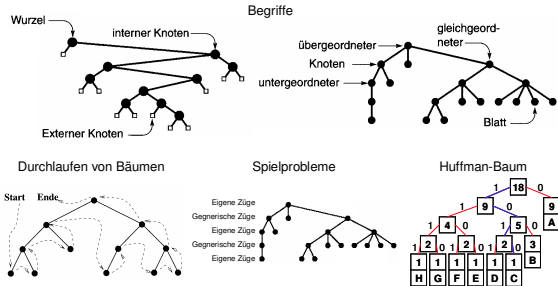 Begriffe
Wurzel
interner Knoten
Externer Knoten
gleichgeord-
neter
übergeordneter
Knoten
untergeordneter
Blatt
Durchlaufen von Bäumen
Start Ende
Spielprobleme
Eigene Züge
Gegnerische Züge
Eigene Züge
Gegnerische Züge
Eigene Züge
Huffman-Baum
1 18 0
1 9 0 9
A
1 4 0 1 5 0
1 2 0 1 2 0 1 2 0 3
B
1 1 1 1 1 1
H G F E D C